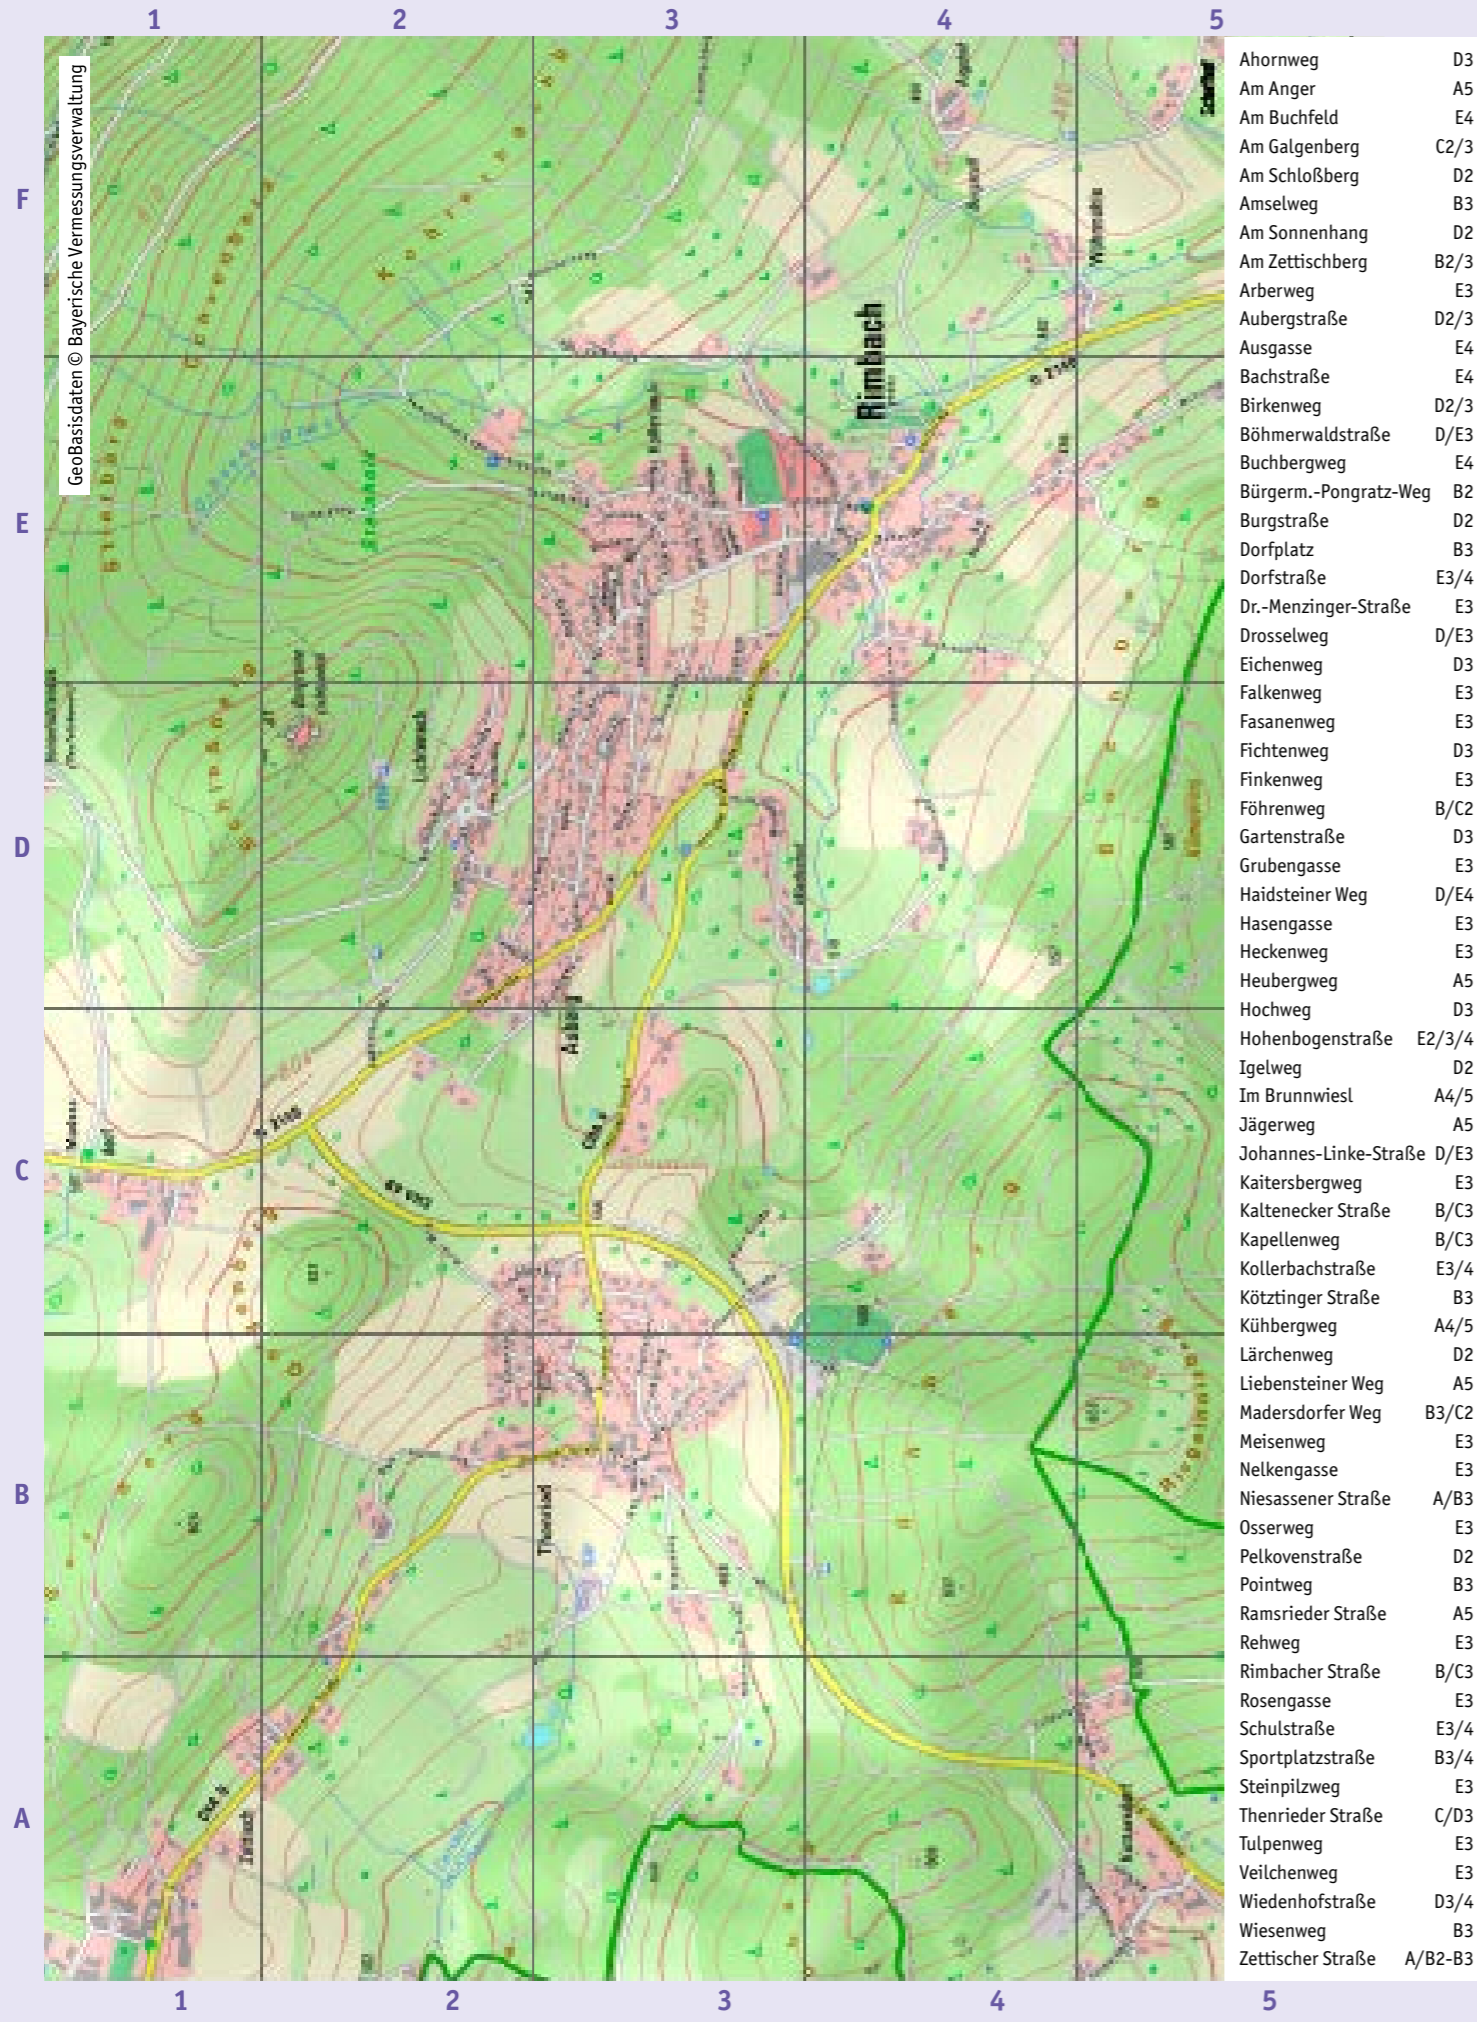 1 2 3 4 5
GeoBasisdaten © Bayerische Vermessungsverwaltung
F
E
D
C
B
A
Rimbach
Thenried
Zettisch
Lichteneck
S 2140
Cha 8
1 2 3 4 5
Ahornweg D3
Am Anger A5
Am Buchfeld E4
Am Galgenberg C2/3
Am Schloßberg D2
Amselweg B3
Am Sonnenhang D2
Am Zettischberg B2/3
Arberweg E3
Aubergstraße D2/3
Ausgasse E4
Bachstraße E4
Birkenweg D2/3
Böhmerwaldstraße D/E3
Buchbergweg E4
Bürgerm.-Pongratz-Weg B2
Burgstraße D2
Dorfplatz B3
Dorfstraße E3/4
Dr.-Menzinger-Straße E3
Drosselweg D/E3
Eichenweg D3
Falkenweg E3
Fasanenweg E3
Fichtenweg D3
Finkenweg E3
Föhrenweg B/C2
Gartenstraße D3
Grubengasse E3
Haidsteiner Weg D/E4
Hasengasse E3
Heckenweg E3
Heubergweg A5
Hochweg D3
Hohenbogenstraße E2/3/4
Igelweg D2
Im Brunnwiesl A4/5
Jägerweg A5
Johannes-Linke-Straße D/E3
Kaitersbergweg E3
Kaltenecker Straße B/C3
Kapellenweg B/C3
Kollerbachstraße E3/4
Kötztinger Straße B3
Kühbergweg A4/5
Lärchenweg D2
Liebensteiner Weg A5
Madersdorfer Weg B3/C2
Meisenweg E3
Nelkengasse E3
Niesassener Straße A/B3
Osserweg E3
Pelkovenstraße D2
Pointweg B3
Ramsrieder Straße A5
Rehweg E3
Rimbacher Straße B/C3
Rosengasse E3
Schulstraße E3/4
Sportplatzstraße B3/4
Steinpilzweg E3
Thenrieder Straße C/D3
Tulpenweg E3
Veilchenweg E3
Wiedenhofstraße D3/4
Wiesenweg B3
Zettischer Straße A/B2-B3